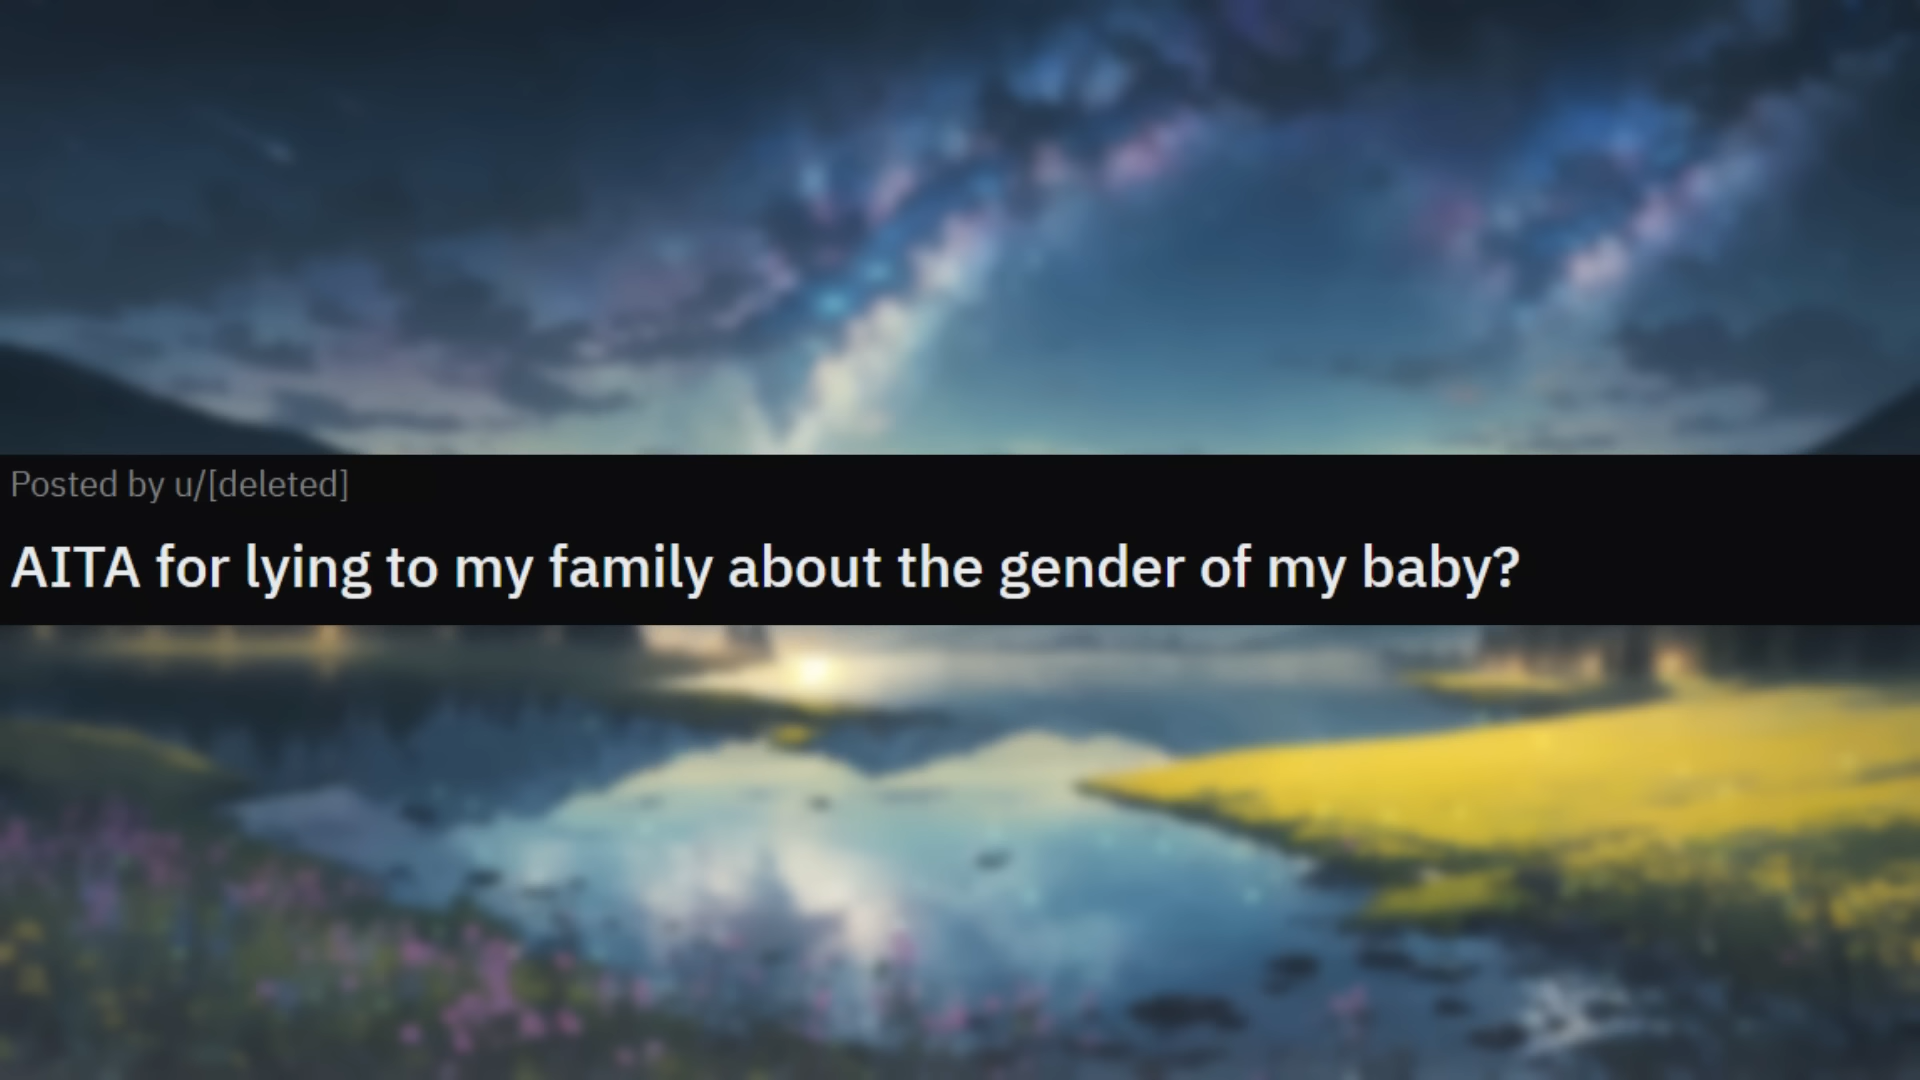 Posted by u/[deleted]
AITA for lying to my family about the gender of my baby?